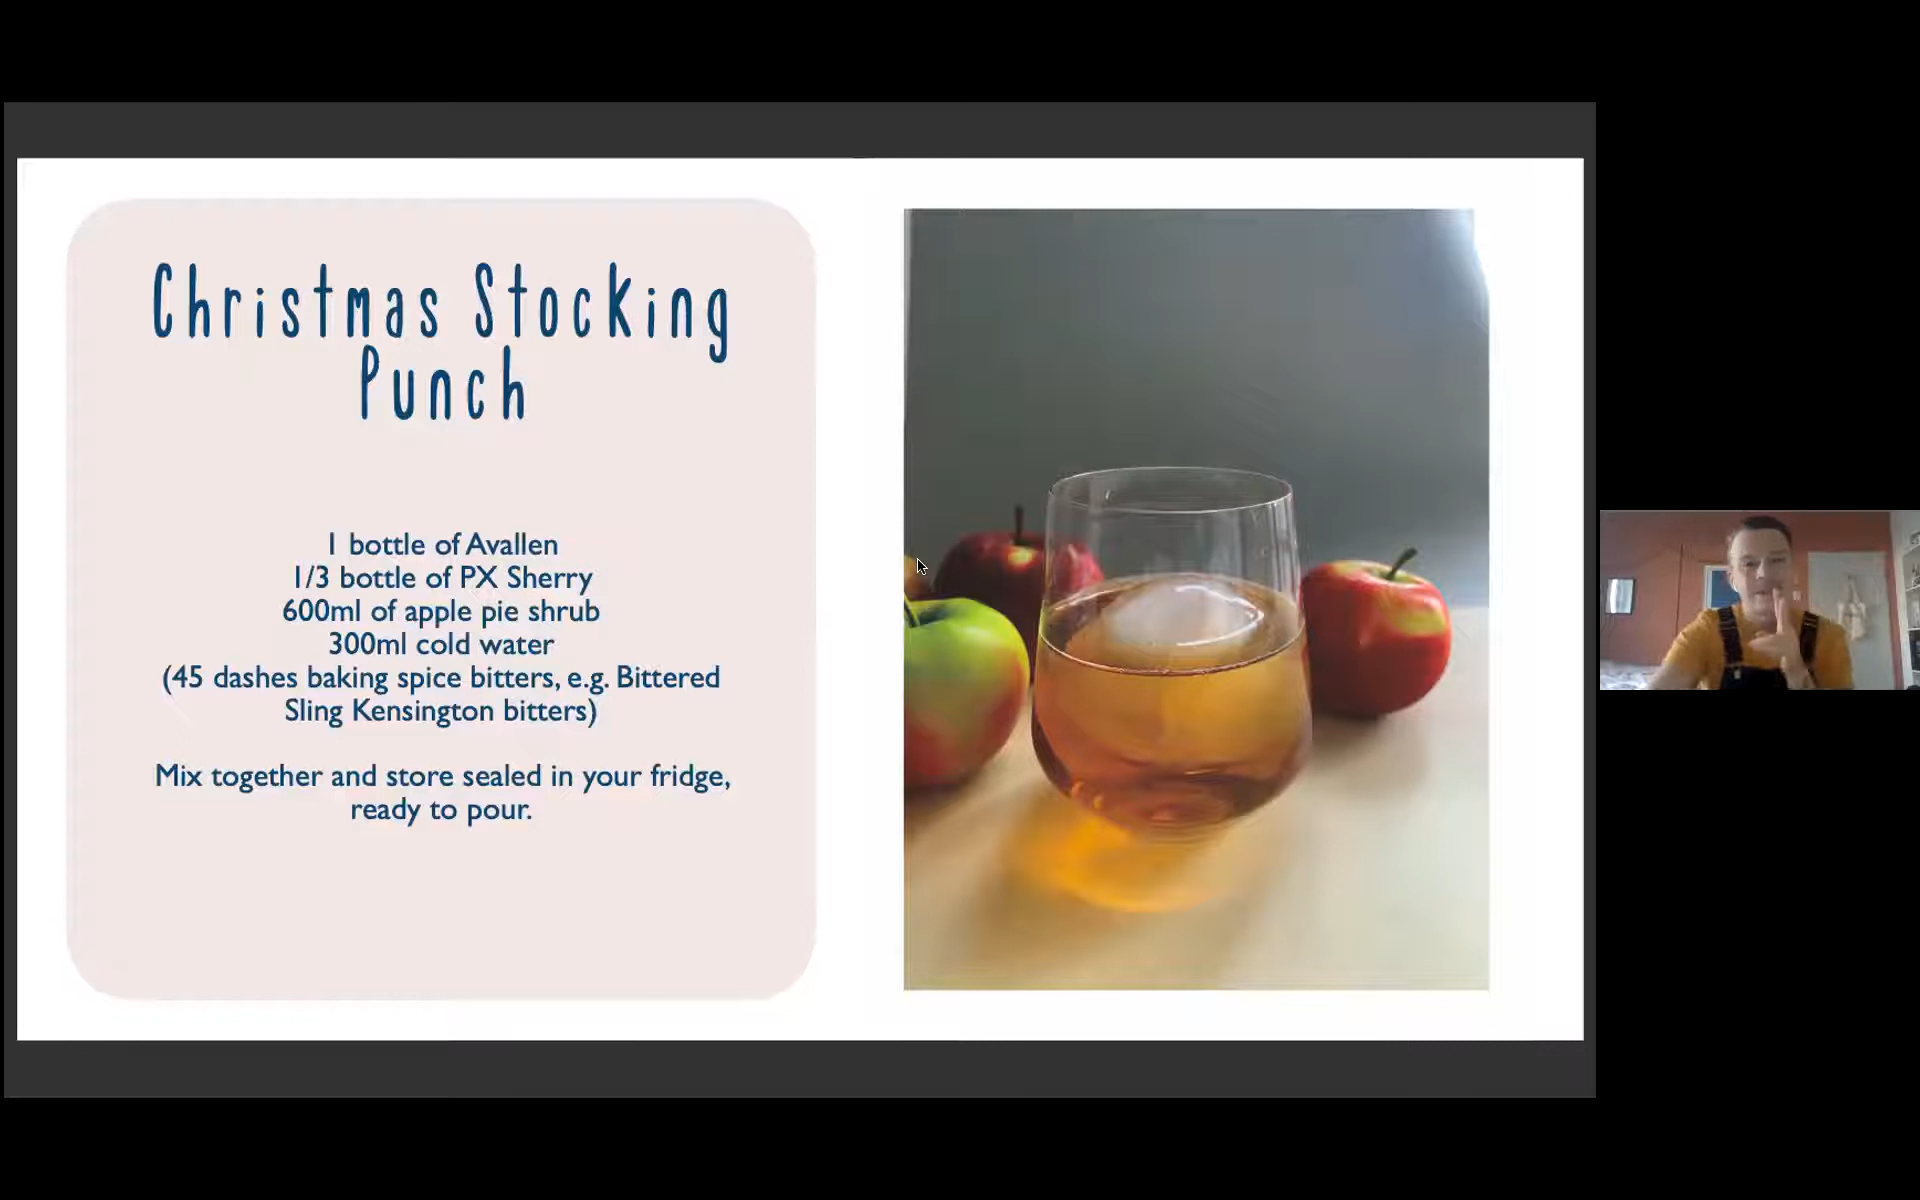 Christmas Stocking
Punch
1 bottle of Avallen
1/3 bottle of PX Sherry
600ml of apple pie shrub
300ml cold water
(45 dashes baking spice bitters, e.g. Bittered
Sling Kensington bitters)
Mix together and store sealed in your fridge,
ready to pour.